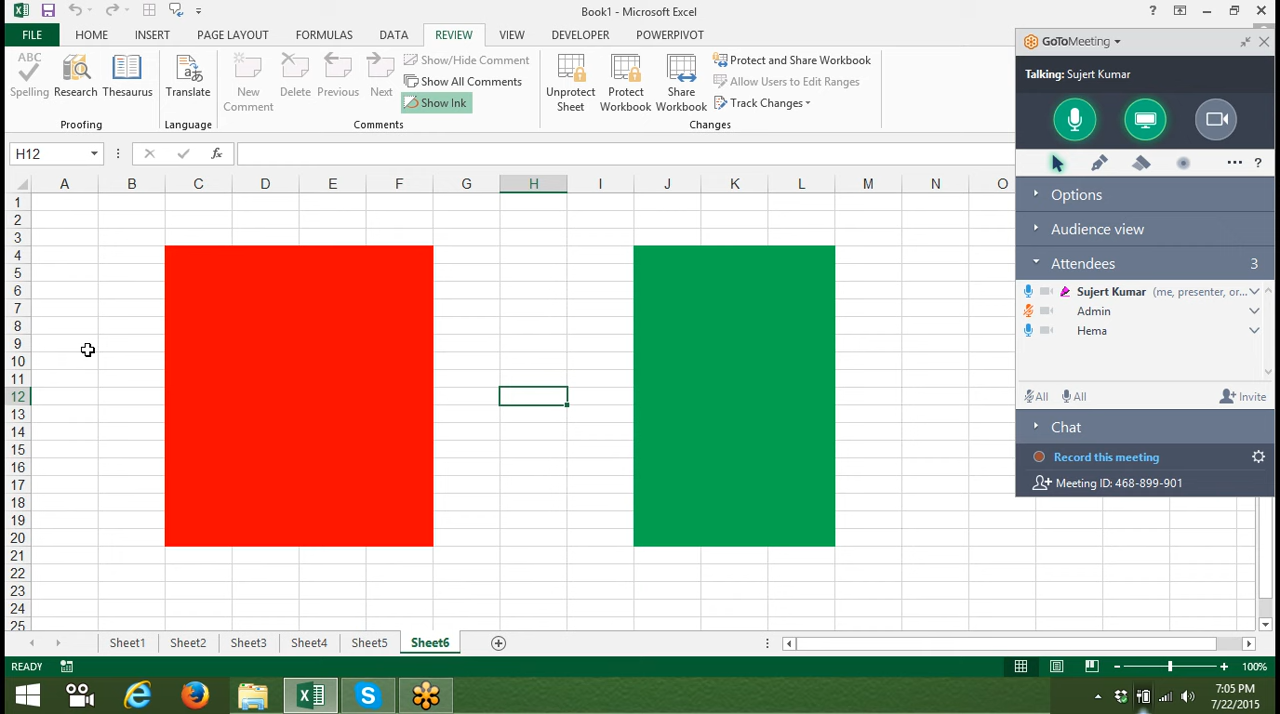 Book1 - Microsoft Excel
?
FILE HOME INSERT PAGE LAYOUT FORMULAS DATA REVIEW VIEW DEVELOPER POWERPIVOT
ABC
Spelling
Research
Thesaurus
Proofing
Translate
Language
New
Comment
Delete
Previous
Next
Show/Hide Comment
Show All Comments
Show Ink
Comments
Unprotect
Sheet
Protect
Workbook
Share
Workbook
Protect and Share Workbook
Allow Users to Edit Ranges
Track Changes
Changes
H12
fx
A B C D E F G H I J K L M N O
1
2
3
4
5
6
7
8
9
10
11
12
13
14
15
16
17
18
19
20
21
22
23
24
25
GoToMeeting
Talking: Sujert Kumar
?
Options
Audience view
Attendees 3
Sujert Kumar (me, presenter, or...
Admin
Hema
All All Invite
Chat
Record this meeting
Meeting ID: 468-899-901
Sheet1 Sheet2 Sheet3 Sheet4 Sheet5 Sheet6
READY
100%
7:05 PM
7/22/2015